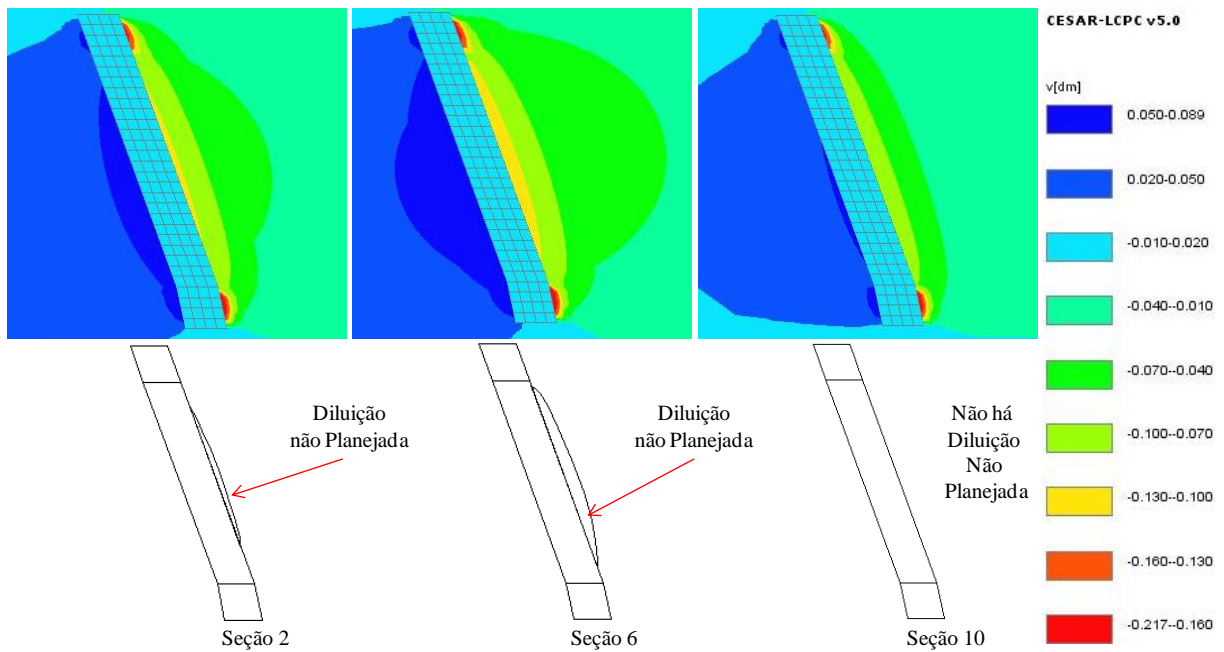 CESAR-LCPC v5.0
v[dm]
0.050-0.089
0.020-0.050
-0.010-0.020
-0.040--0.010
-0.070--0.040
-0.100--0.070
-0.130--0.100
-0.160--0.130
-0.217--0.160
Diluição
não Planejada
Diluição
não Planejada
Não há
Diluição
Não
Planejada
Seção 2
Seção 6
Seção 10